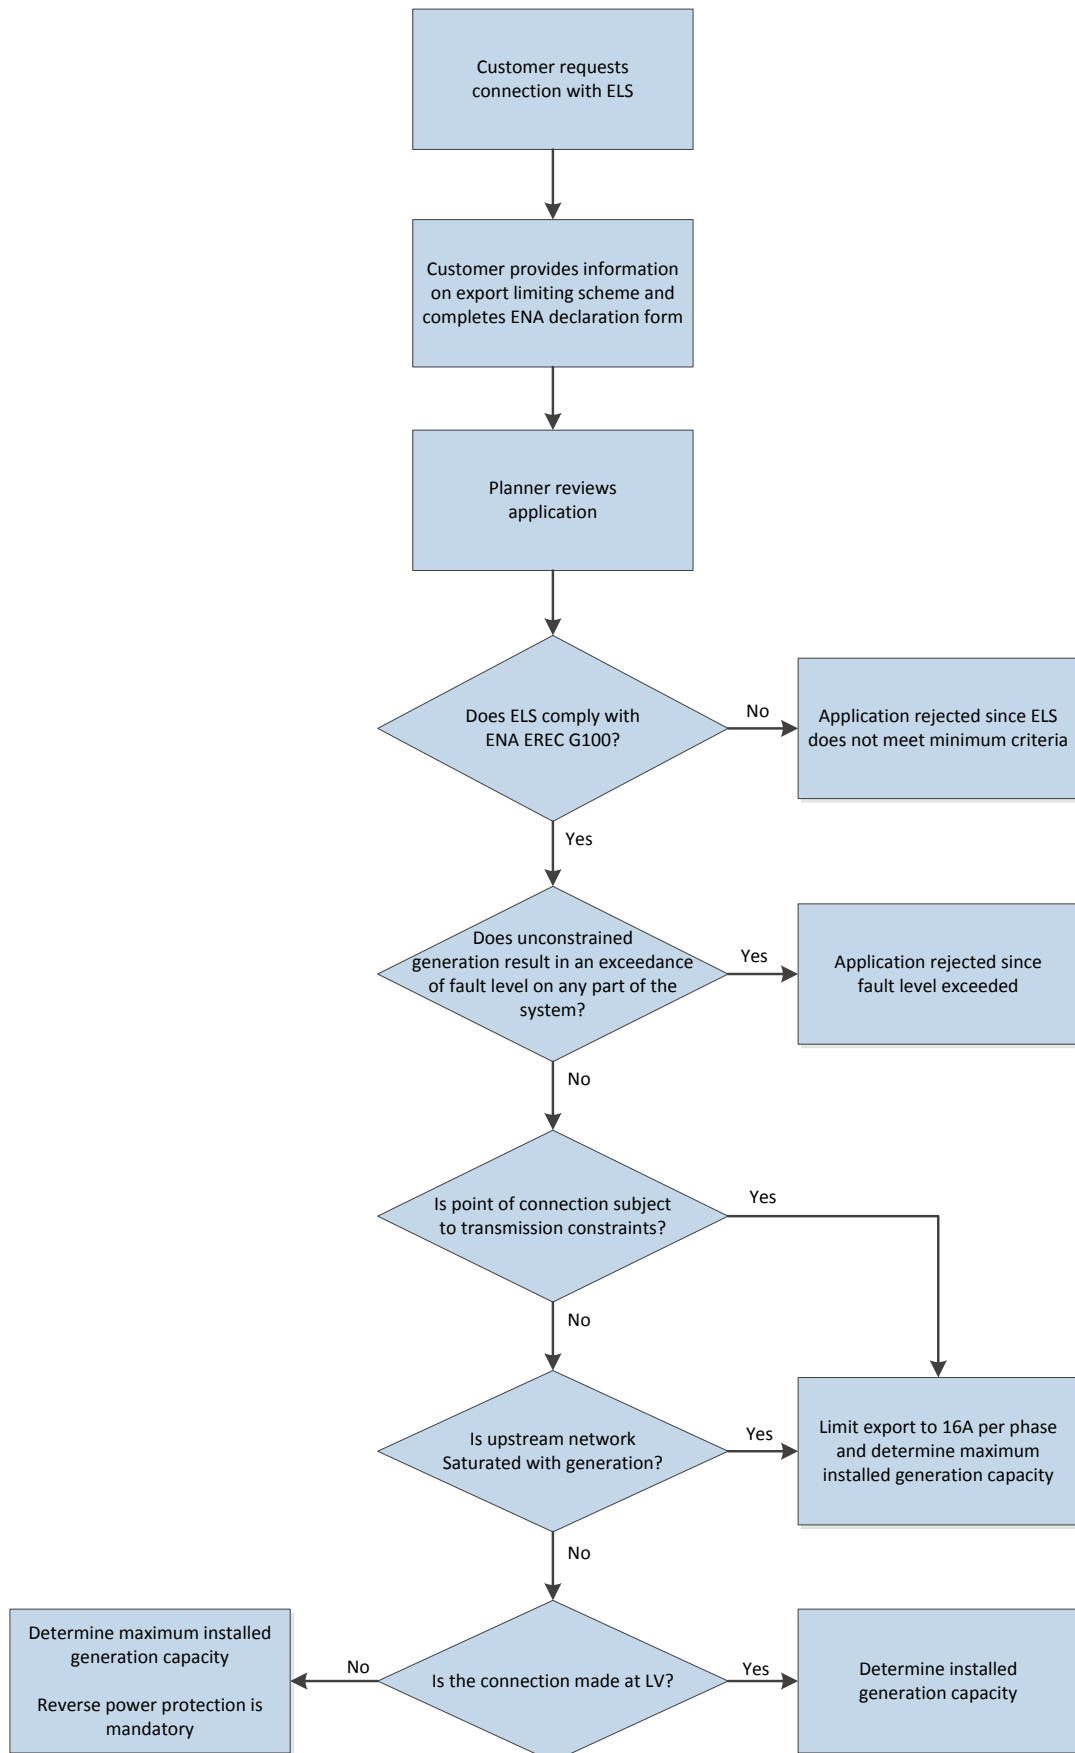 Customer requests
connection with ELS
Customer provides information
on export limiting scheme and
completes ENA declaration form
Planner reviews
application
Does ELS comply with
ENA EREC G100?
No
Application rejected since ELS
does not meet minimum criteria
Yes
Does unconstrained
generation result in an exceedance
of fault level on any part of the
system?
Yes
Application rejected since
fault level exceeded
No
Is point of connection subject
to transmission constraints?
Yes
No
Is upstream network
Saturated with generation?
Yes
Limit export to 16A per phase
and determine maximum
installed generation capacity
No
Determine maximum installed
generation capacity
Reverse power protection is
mandatory
No
Is the connection made at LV?
Yes
Determine installed
generation capacity